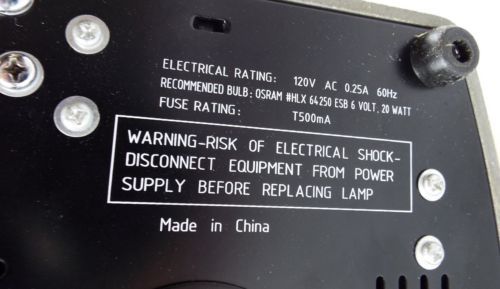 ELECTRICAL RATING: 120V AC 0.25A 60Hz
RECOMMENDED BULB: OSRAM #HLX 64250 ESB 6 VOLT, 20 WATT
FUSE RATING: T500mA
WARNING-RISK OF ELECTRICAL SHOCK-
DISCONNECT EQUIPMENT FROM POWER
SUPPLY BEFORE REPLACING LAMP
Made in China